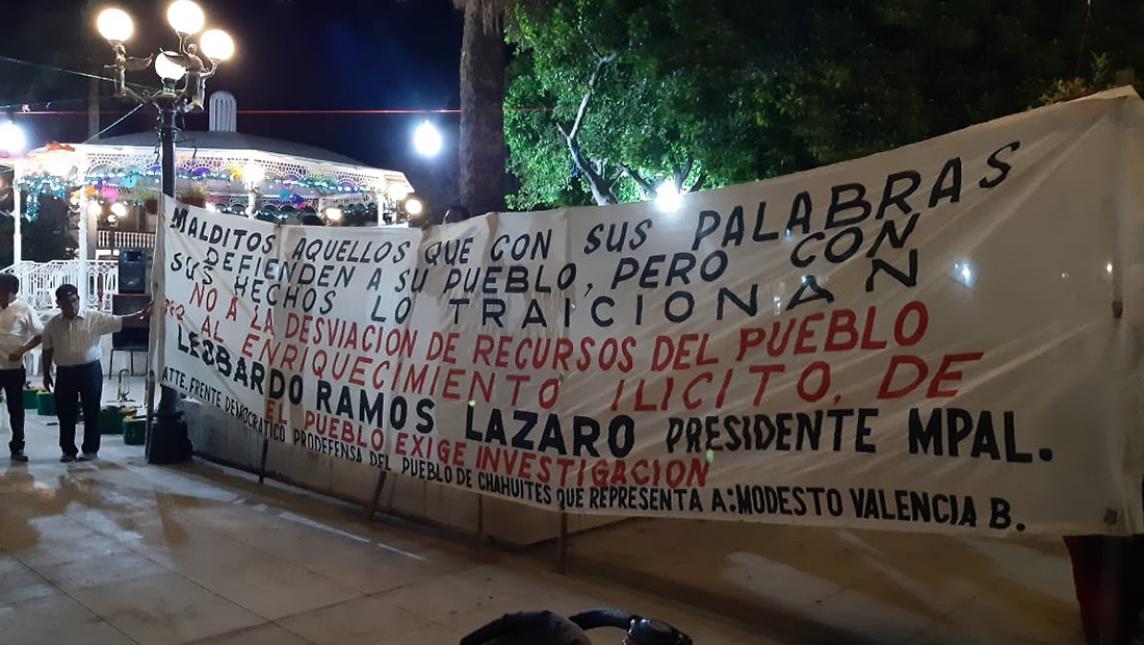 MALDITOS AQUELLOS QUE CON SUS PALABRAS
DEFIENDEN A SU PUEBLO, PERO CON
SUS HECHOS LO TRAICIONAN
NO A LA DESVIACION DE RECURSOS DEL PUEBLO
AL ENRIQUECIMIENTO ILICITO, DE
LEOBARDO RAMOS LAZARO PRESIDENTE MPAL.
EL PUEBLO EXIGE INVESTIGACION
ATTE. FRENTE DEMOCRATICO PRODEFENSA DEL PUEBLO DE CHAHUITES QUE REPRESENTA A: MODESTO VALENCIA B.